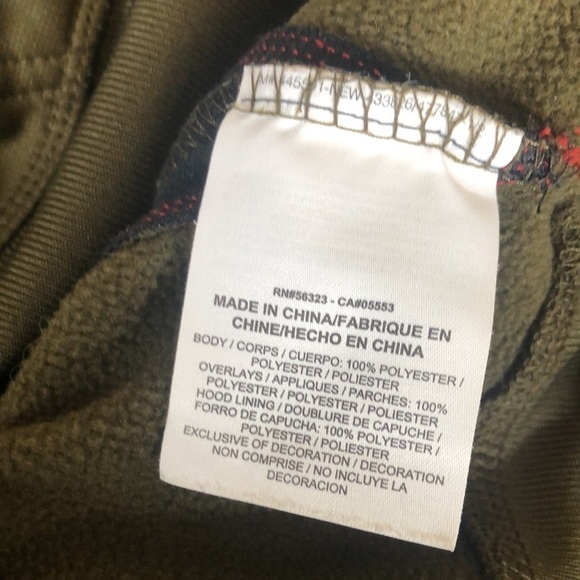 RN#56323 - CA#05553
MADE IN CHINA/FABRIQUE EN
CHINE/HECHO EN CHINA
BODY / CORPS / CUERPO: 100% POLYESTER /
POLYESTER / POLIESTER
OVERLAYS / APPLIQUES / PARCHES: 100%
POLYESTER / POLYESTER / POLIESTER
HOOD LINING / DOUBLURE DE CAPUCHE /
FORRO DE CAPUCHA: 100% POLYESTER /
POLYESTER / POLIESTER
EXCLUSIVE OF DECORATION / DECORATION
NON COMPRISE / NO INCLUYE LA
DECORACION